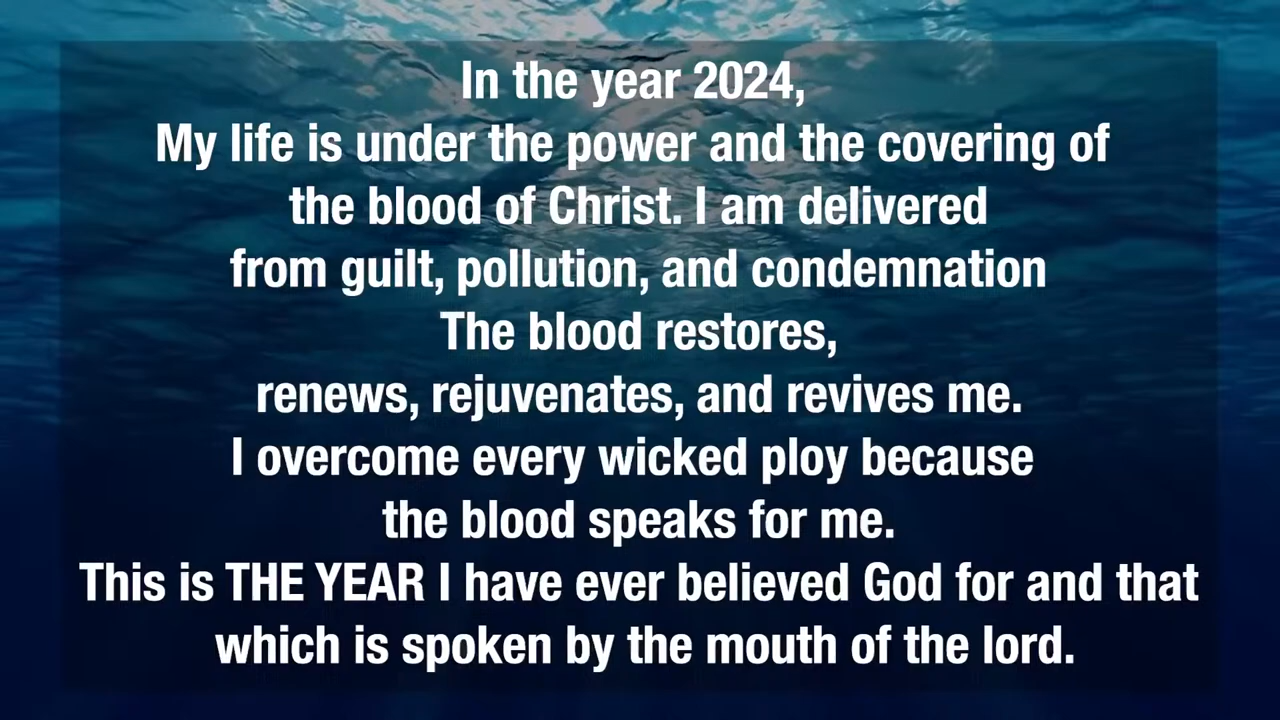 In the year 2024,
My life is under the power and the covering of
the blood of Christ. I am delivered
from guilt, pollution, and condemnation
The blood restores,
renews, rejuvenates, and revives me.
I overcome every wicked ploy because
the blood speaks for me.
This is THE YEAR I have ever believed God for and that
which is spoken by the mouth of the lord.